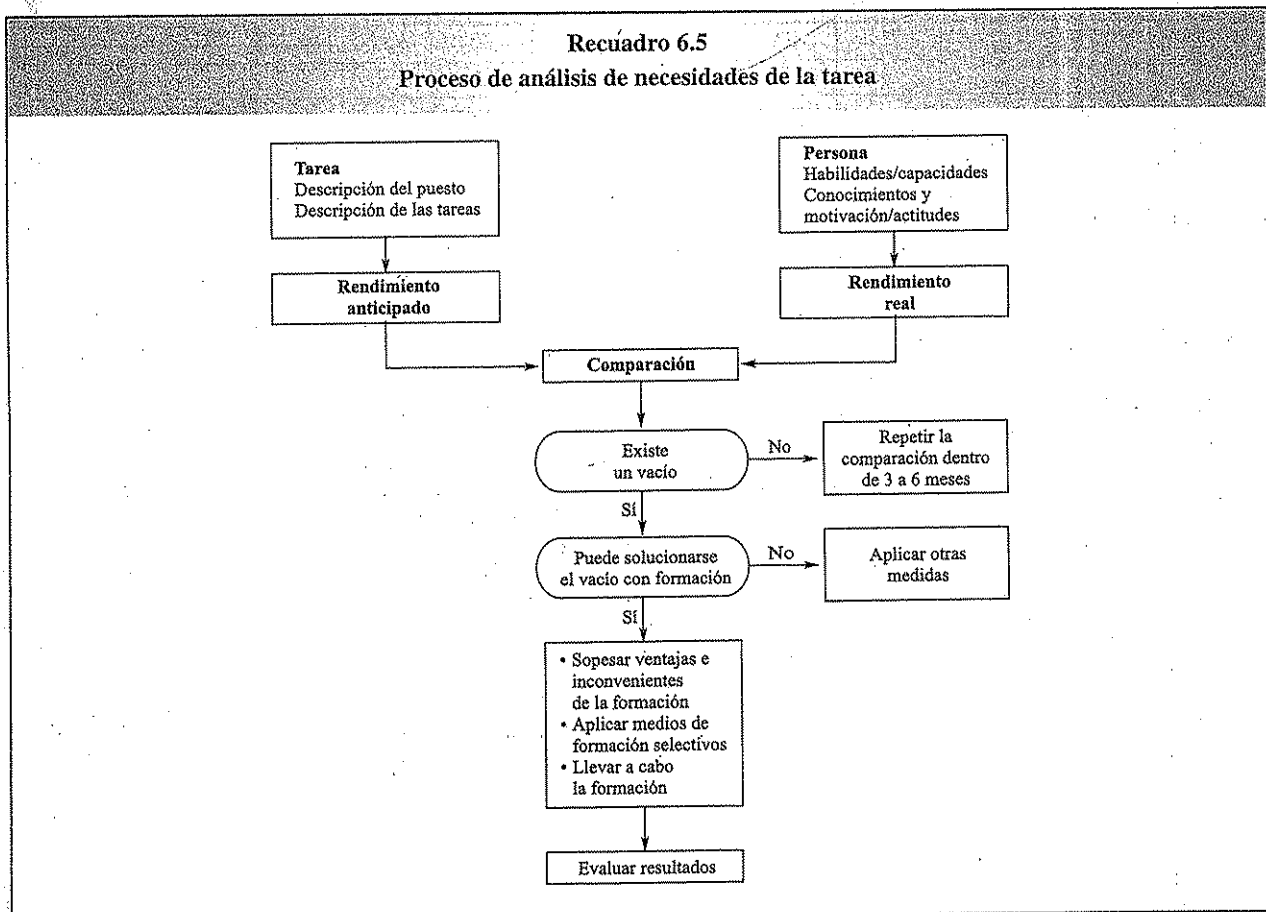 Recuadro 6.5
Proceso de análisis de necesidades de la tarea
Tarea
Descripción del puesto
Descripción de las tareas
Persona
Habilidades/capacidades
Conocimientos y
motivación/actitudes
Rendimiento
anticipado
Rendimiento
real
Comparación
Existe
un vacío
No
Repetir la
comparación dentro
de 3 a 6 meses
Sí
Puede solucionarse
el vacío con formación
No
Aplicar otras
medidas
Sí
• Sopesar ventajas e
inconvenientes
de la formación
• Aplicar medios de
formación selectivos
• Llevar a cabo
la formación
Evaluar resultados